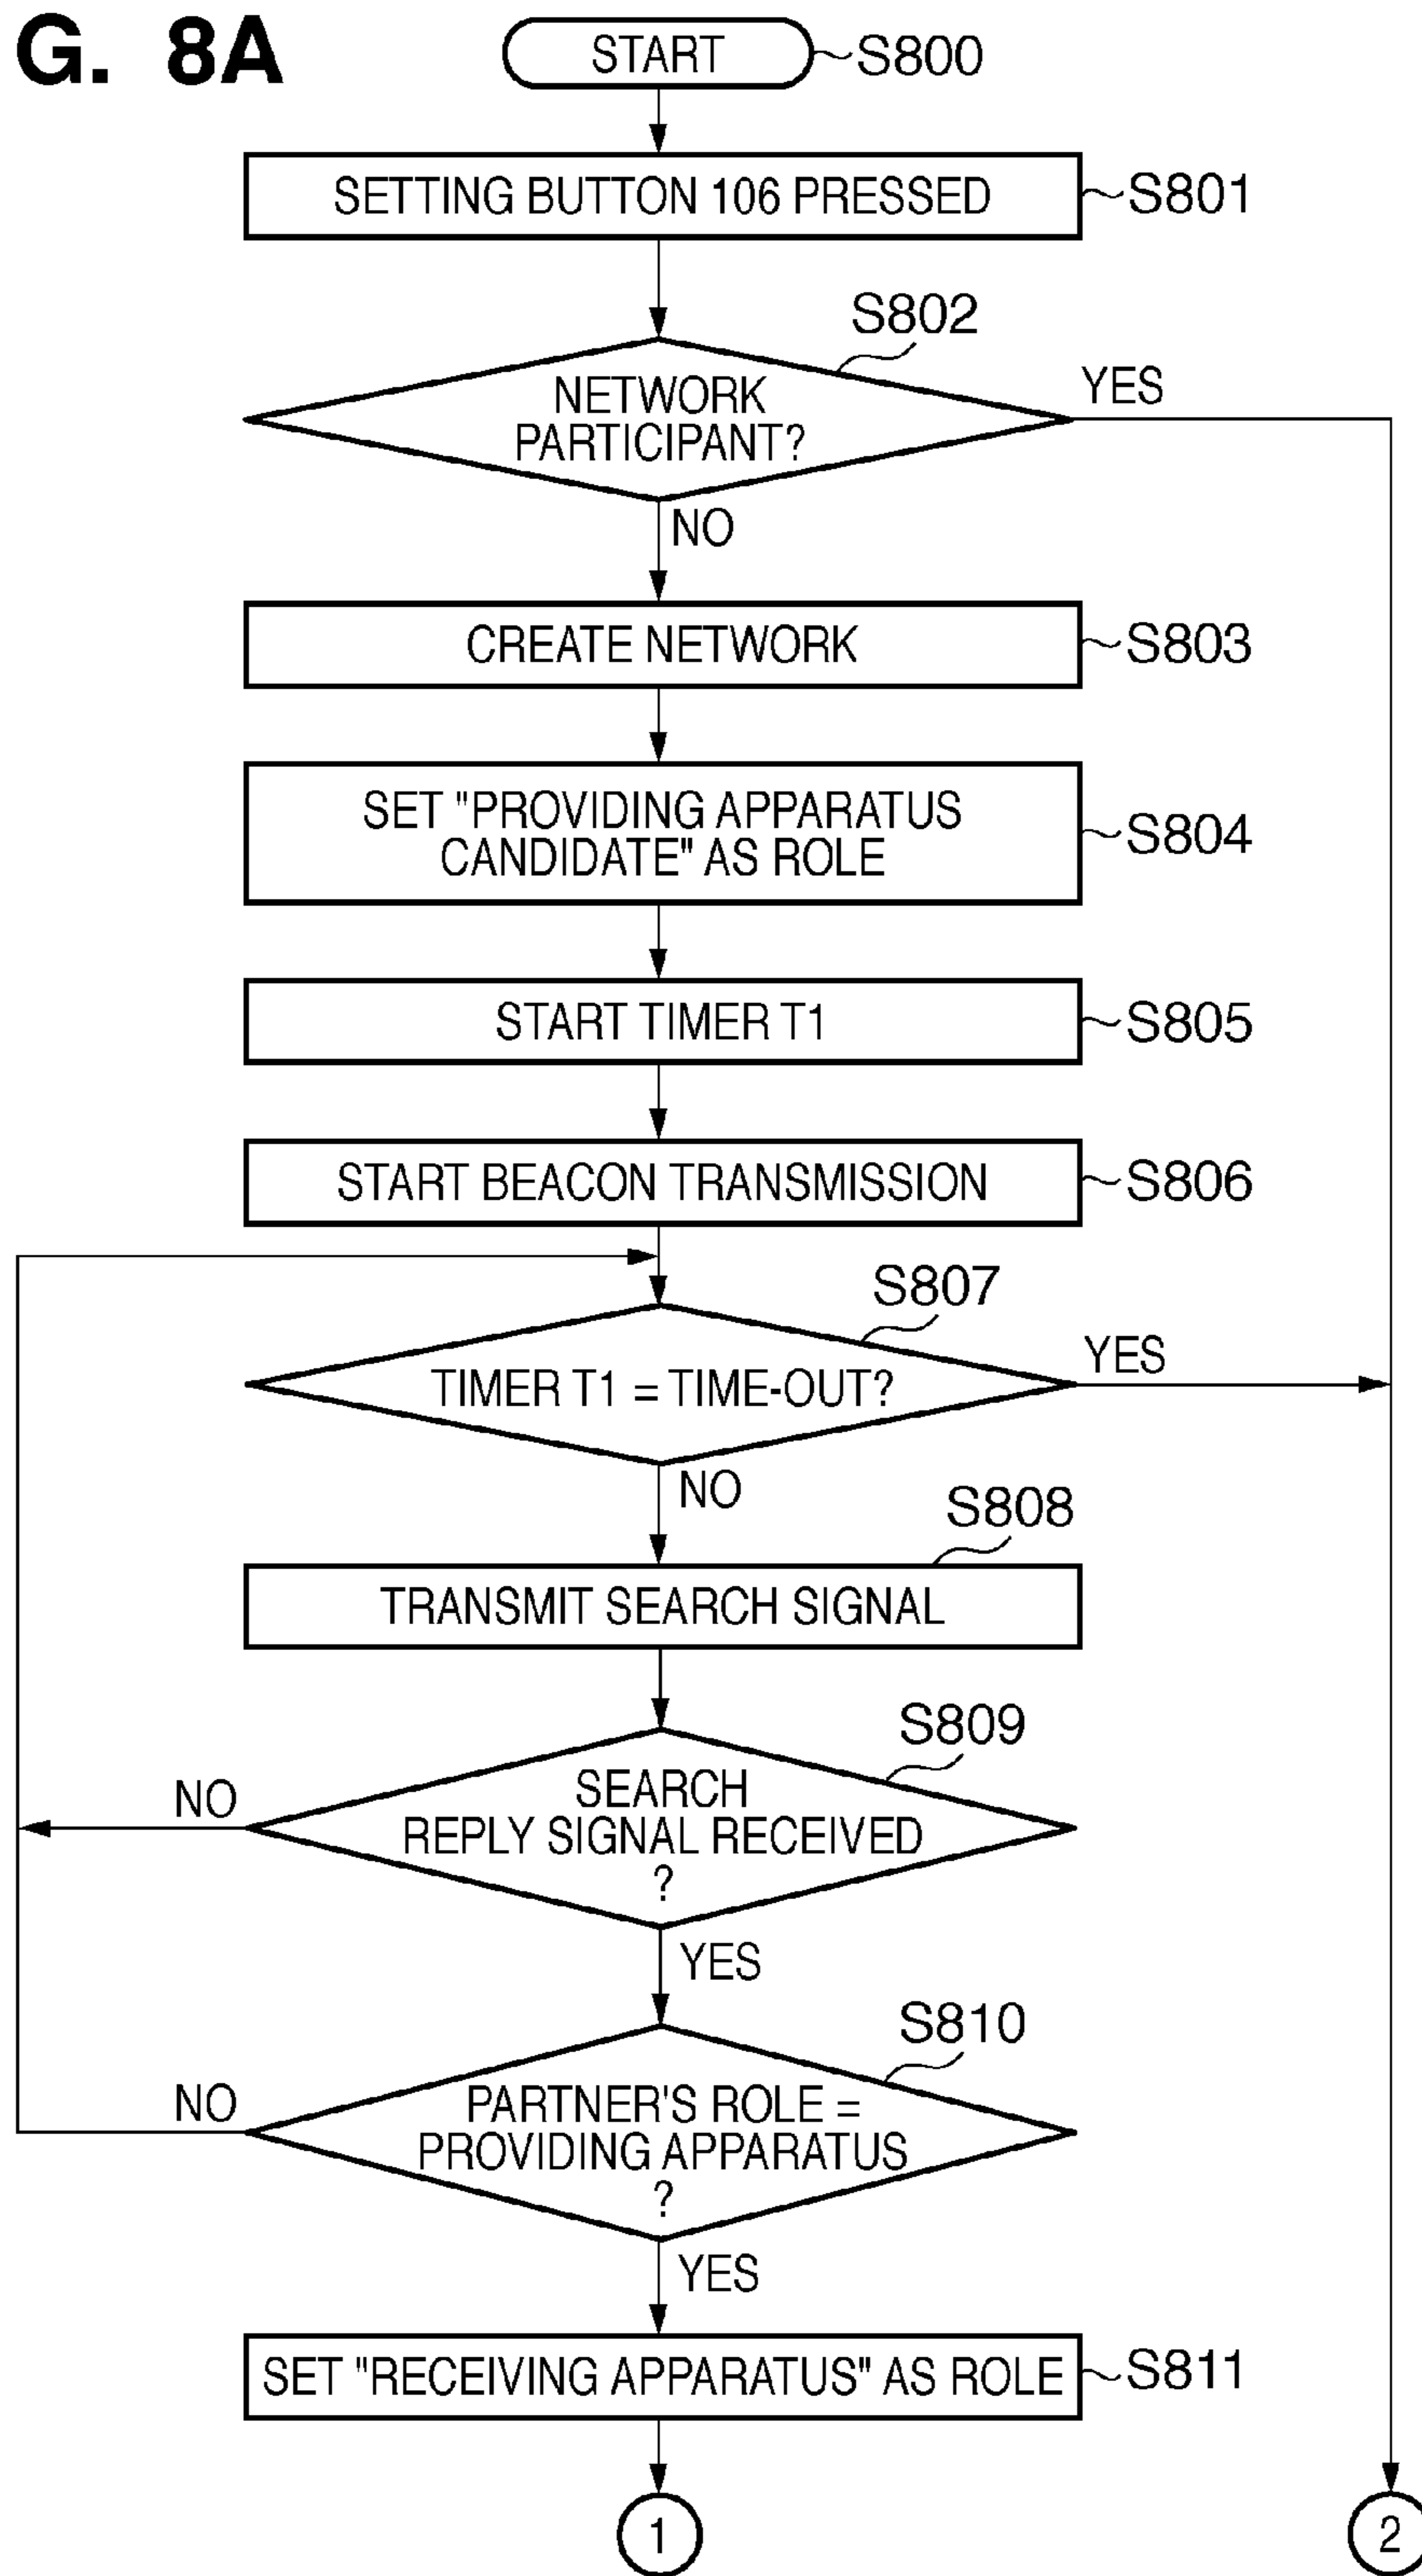 G. 8A
START
S800
SETTING BUTTON 106 PRESSED
S801
S802
NETWORK
PARTICIPANT?
YES
NO
CREATE NETWORK
S803
SET "PROVIDING APPARATUS
CANDIDATE" AS ROLE
S804
START TIMER T1
S805
START BEACON TRANSMISSION
S806
S807
TIMER T1 = TIME-OUT?
YES
NO
S808
TRANSMIT SEARCH SIGNAL
S809
SEARCH
REPLY SIGNAL RECEIVED
?
NO
YES
S810
PARTNER'S ROLE =
PROVIDING APPARATUS
?
NO
YES
SET "RECEIVING APPARATUS" AS ROLE
S811
1
2